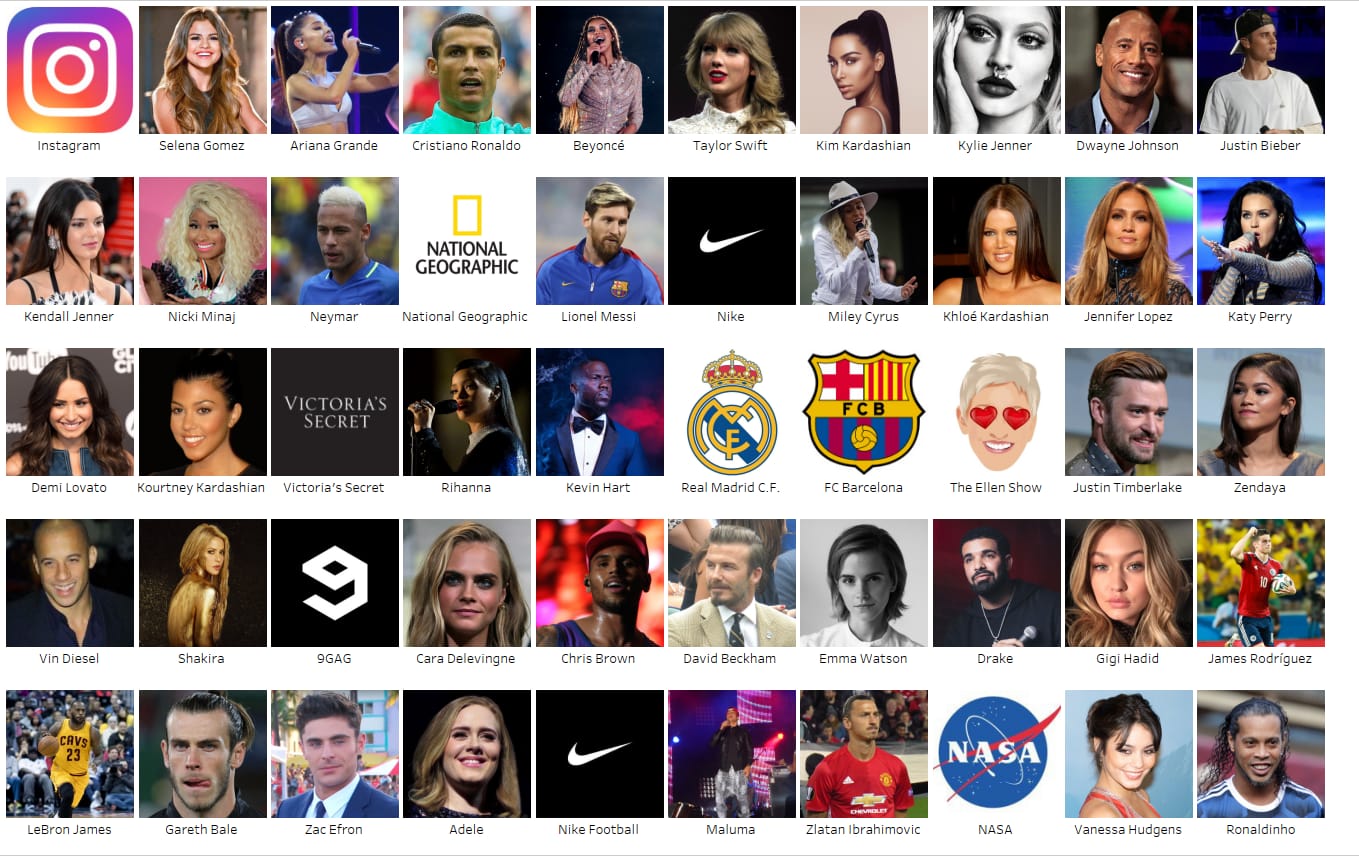 Instagram
Selena Gomez
Ariana Grande
Cristiano Ronaldo
Beyoncé
Taylor Swift
Kim Kardashian
Kylie Jenner
Dwayne Johnson
Justin Bieber
NATIONAL
GEOGRAPHIC
Kendall Jenner
Nicki Minaj
Neymar
National Geographic
Lionel Messi
Nike
Miley Cyrus
Khloé Kardashian
Jennifer Lopez
Katy Perry
YouTub
VICTORIA'S
SECRET
FCB
Demi Lovato
Kourtney Kardashian
Victoria's Secret
Rihanna
Kevin Hart
Real Madrid C.F.
FC Barcelona
The Ellen Show
Justin Timberlake
Zendaya
10
Vin Diesel
Shakira
9GAG
Cara Delevingne
Chris Brown
David Beckham
Emma Watson
Drake
Gigi Hadid
James Rodríguez
CAVS
23
CHEVROLET
NASA
LeBron James
Gareth Bale
Zac Efron
Adele
Nike Football
Maluma
Zlatan Ibrahimovic
NASA
Vanessa Hudgens
Ronaldinho